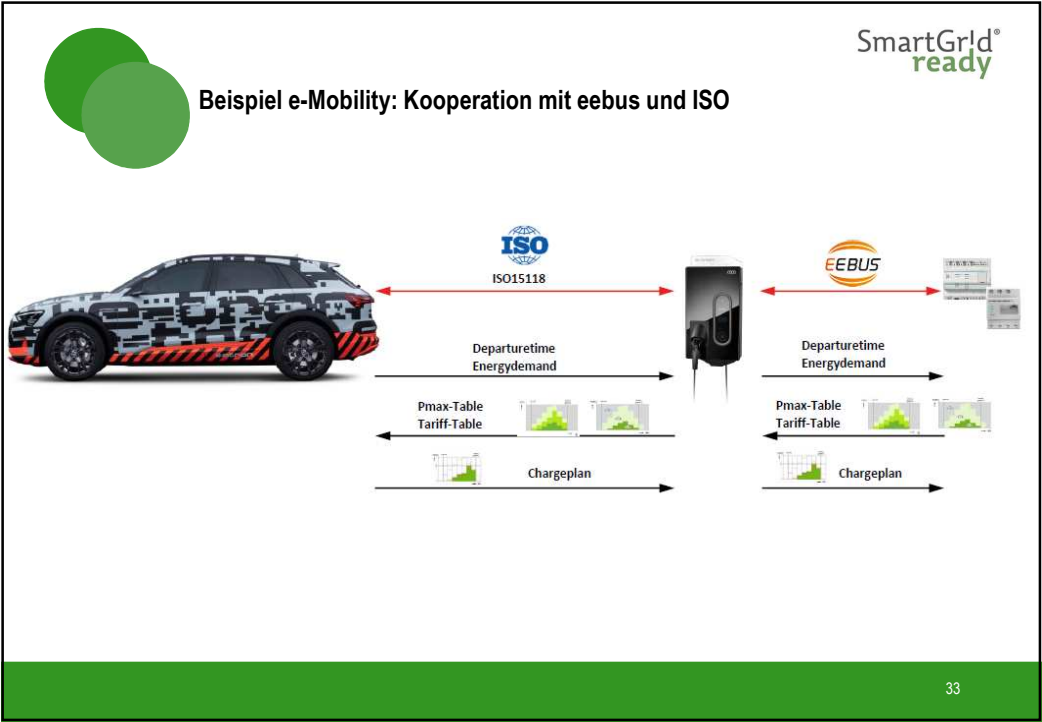 SmartGr!d®
ready
Beispiel e-Mobility: Kooperation mit eebus und ISO
ISO
ISO15118
EEBUS
Departuretime
Energydemand
Departuretime
Energydemand
Pmax-Table
Tariff-Table
Pmax-Table
Tariff-Table
Chargeplan
Chargeplan
33